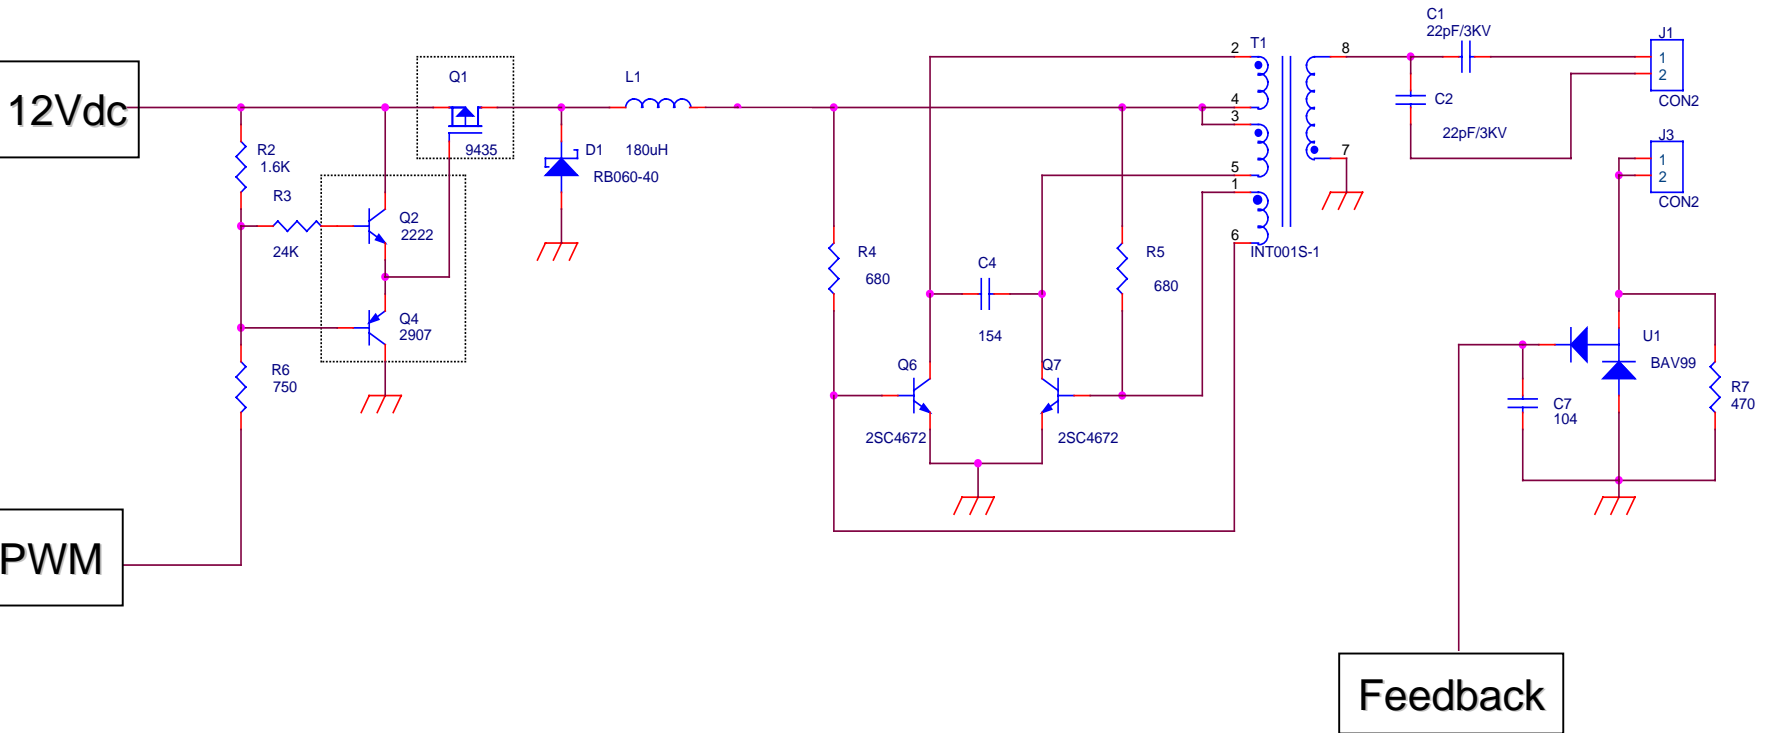 12Vdc
Q1
9435
R2
1.6K
R3
24K
Q2
2222
Q4
2907
R6
750
PWM
D1
RB060-40
L1
180uH
R4
680
C4
154
Q6
2SC4672
Q7
2SC4672
R5
680
T1
2
4
3
5
1
6
8
7
INT001S-1
C1
22pF/3KV
C2
22pF/3KV
J1
1
2
CON2
J3
1
2
CON2
U1
BAV99
C7
104
R7
470
Feedback